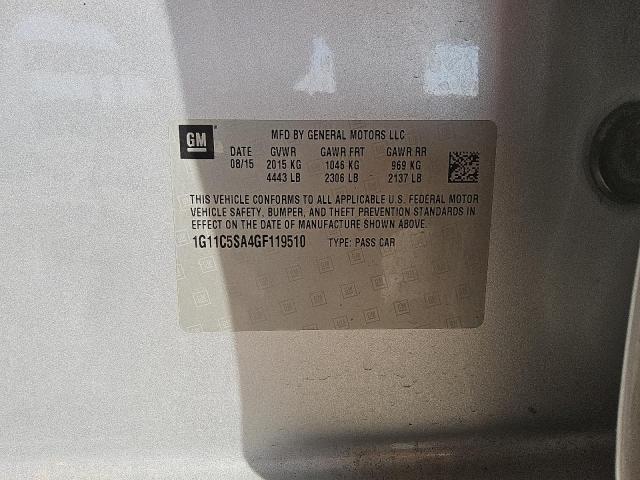 GM
MFD BY GENERAL MOTORS LLC
DATE GVWR GAWR FRT GAWR RR
08/15 2015 KG 1046 KG 969 KG
4443 LB 2306 LB 2137 LB
THIS VEHICLE CONFORMS TO ALL APPLICABLE U.S. FEDERAL MOTOR
VEHICLE SAFETY, BUMPER, AND THEFT PREVENTION STANDARDS IN
EFFECT ON THE DATE OF MANUFACTURE SHOWN ABOVE.
1G11C5SA4GF119510 TYPE: PASS CAR